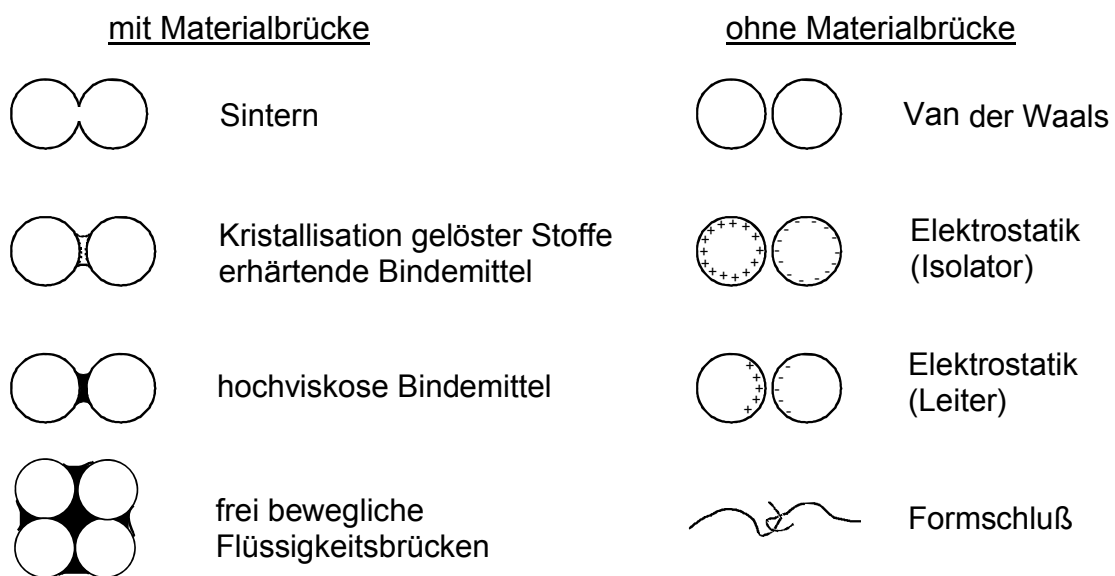 mit Materialbrücke
Sintern
Kristallisation gelöster Stoffe
erhärtende Bindemittel
hochviskose Bindemittel
frei bewegliche
Flüssigkeitsbrücken
ohne Materialbrücke
Van der Waals
Elektrostatik
(Isolator)
Elektrostatik
(Leiter)
Formschluß